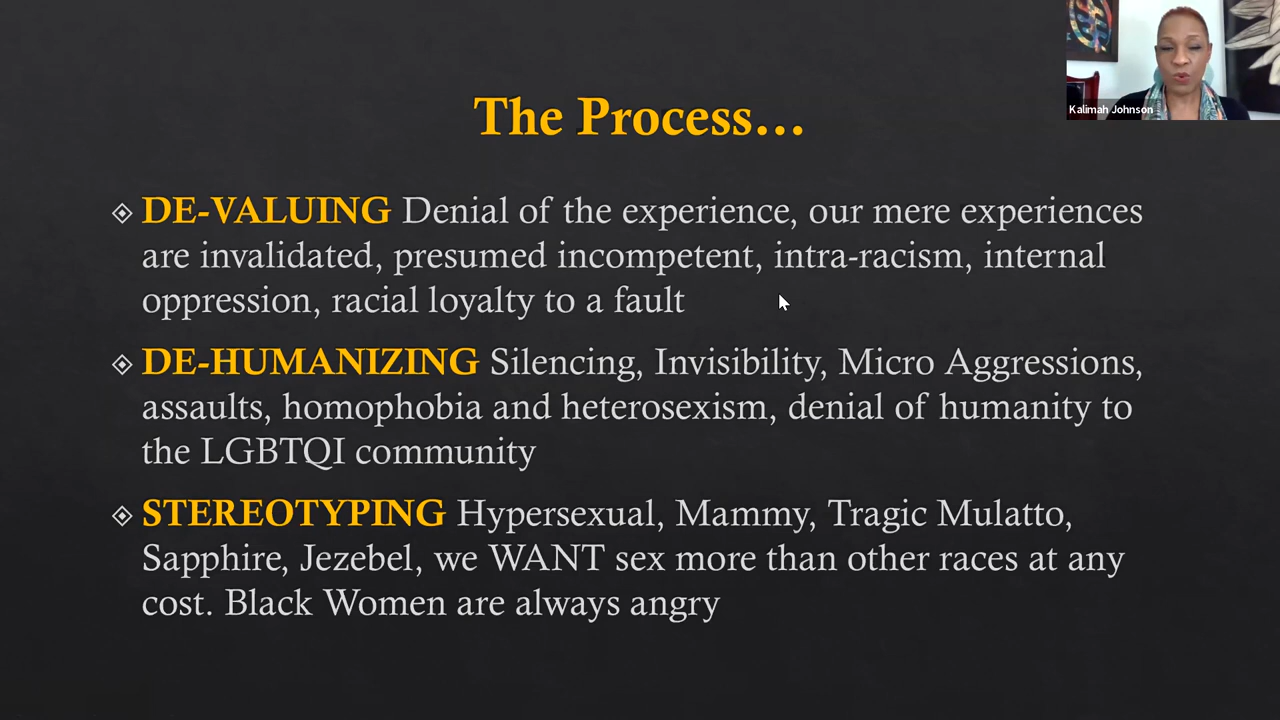 Kalimah Johnson
The Process...
DE-VALUING Denial of the experience, our mere experiences
are invalidated, presumed incompetent, intra-racism, internal
oppression, racial loyalty to a fault
DE-HUMANIZING Silencing, Invisibility, Micro Aggressions,
assaults, homophobia and heterosexism, denial of humanity to
the LGBTQI community
STEREOTYPING Hypersexual, Mammy, Tragic Mulatto,
Sapphire, Jezebel, we WANT sex more than other races at any
cost. Black Women are always angry